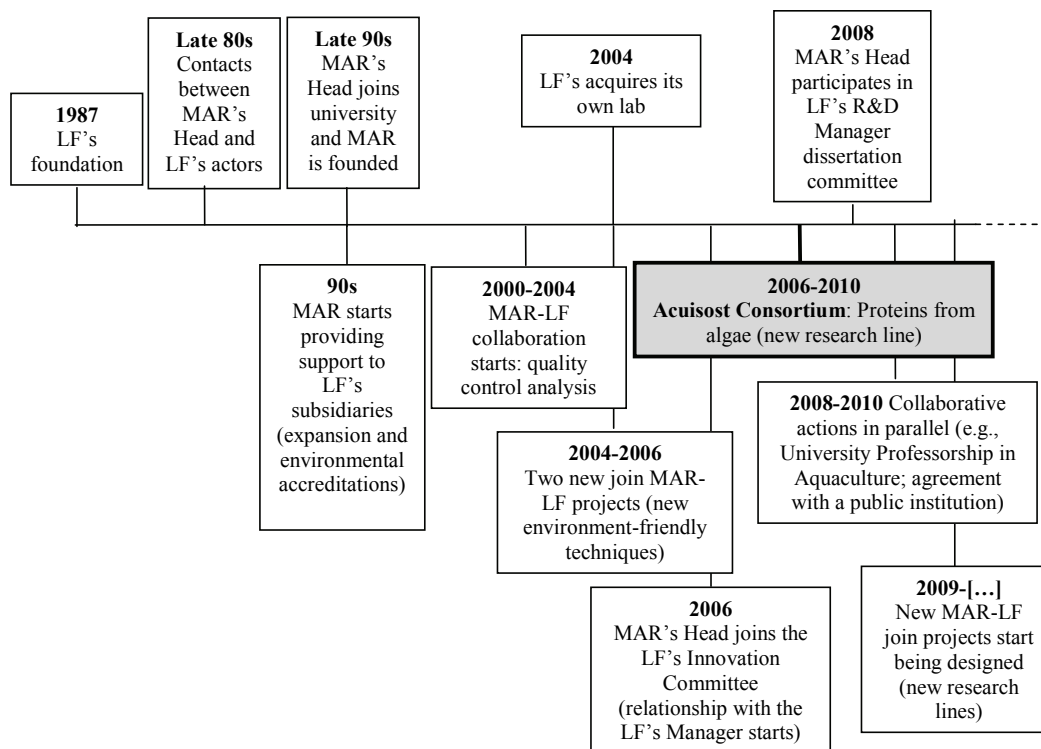 1987
LF's
foundation
Late 80s
Contacts
between
MAR's
Head and
LF's actors
Late 90s
MAR's
Head joins
university
and MAR
is founded
2004
LF's acquires its
own lab
2008
MAR's Head
participates in
LF's R&D
Manager
dissertation
committee
90s
MAR starts
providing
support to
LF's
subsidiaries
(expansion and
environmental
accreditations)
2000-2004
MAR-LF
collaboration
starts: quality
control analysis
2004-2006
Two new join MAR-
LF projects (new
environment-friendly
techniques)
2006
MAR's Head joins the
LF's Innovation
Committee
(relationship with the
LF's Manager starts)
2006-2010
Acuisost Consortium: Proteins from
algae (new research line)
2008-2010 Collaborative
actions in parallel (e.g.,
University Professorship in
Aquaculture; agreement
with a public institution)
2009-[…]
New MAR-LF
join projects start
being designed
(new research
lines)